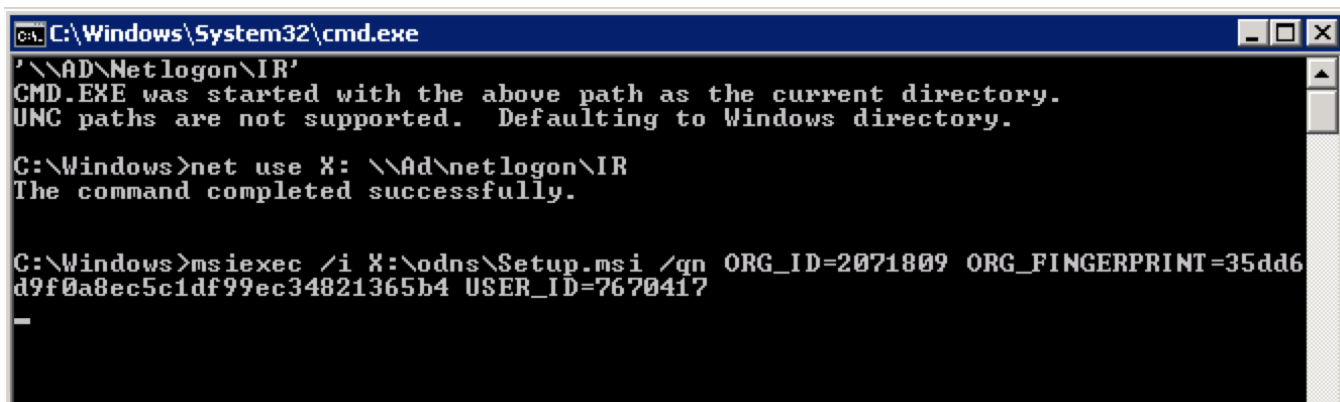 C:\Windows\System32\cmd.exe
'\\AD\Netlogon\IR'
CMD.EXE was started with the above path as the current directory.
UNC paths are not supported.  Defaulting to Windows directory.
C:\Windows>net use X: \\Ad\netlogon\IR
The command completed successfully.
C:\Windows>msiexec /i X:\odns\Setup.msi /qn ORG_ID=2071809 ORG_FINGERPRINT=35dd6
d9f0a8ec5c1df99ec34821365b4 USER_ID=7670417